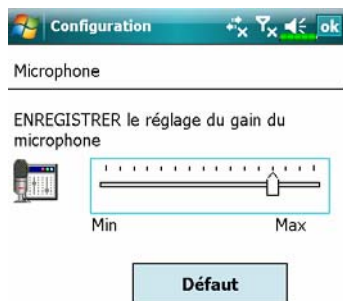 Configuration
ok
Microphone
ENREGISTRER le réglage du gain du
microphone
Min Max
Défaut